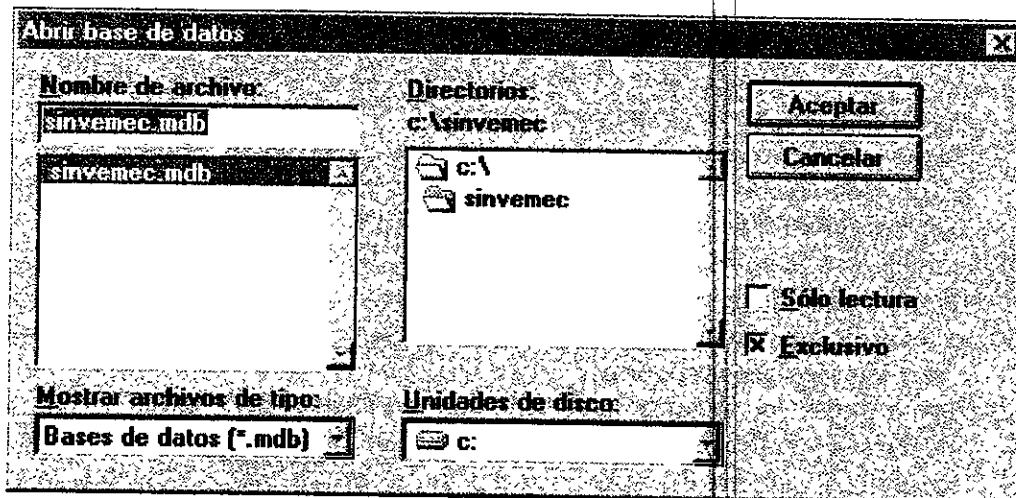 Abrir base de datos
Nombre de archivo:
sinvemec.mdb
sinvemec.mdb
Directorios:
c:\sinvemec
c:\
sinvemec
Aceptar
Cancelar
Sólo lectura
Exclusivo
Mostrar archivos de tipo:
Bases de datos (*.mdb)
Unidades de disco:
c: